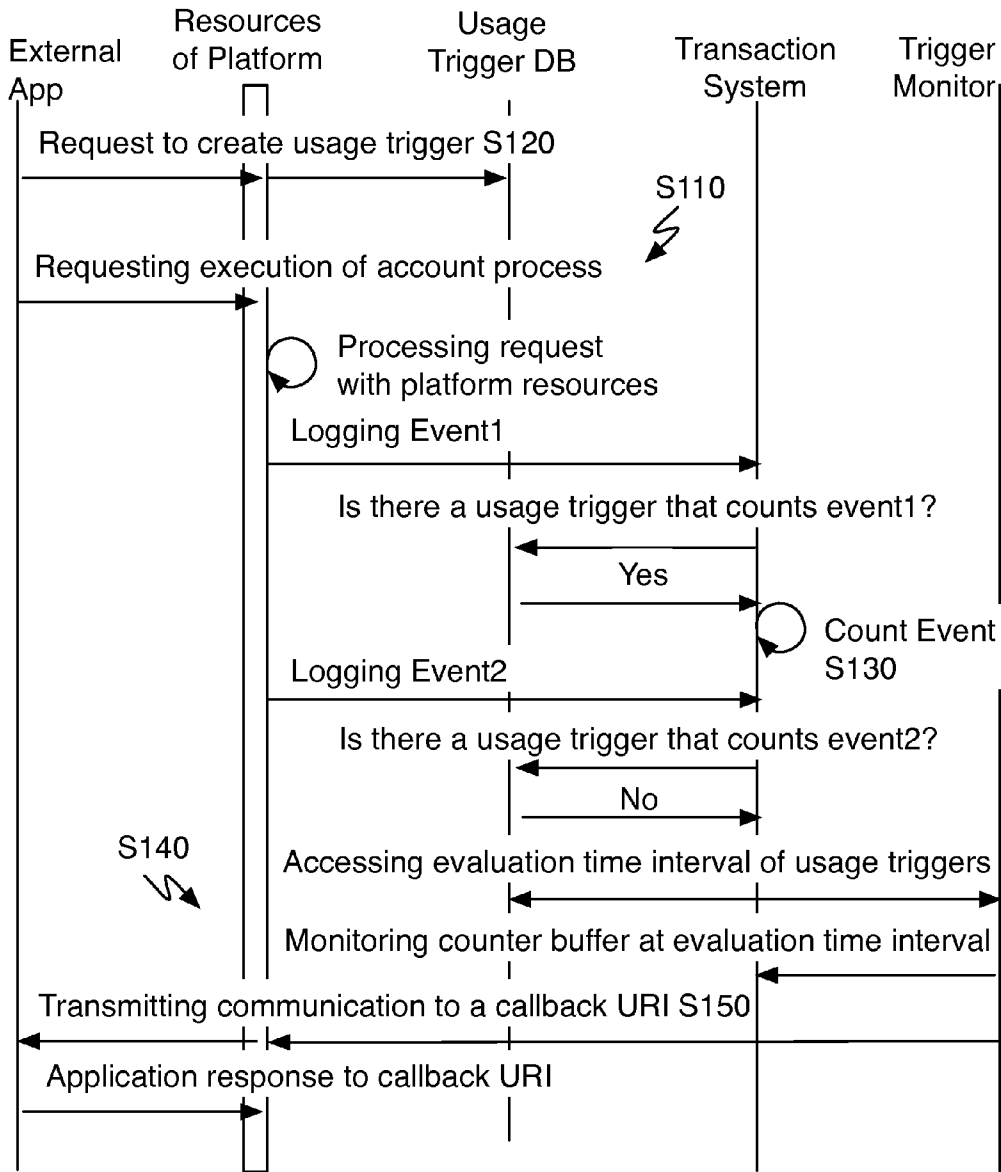 External
App
Resources
of Platform
Usage
Trigger DB
Transaction
System
Trigger
Monitor
Request to create usage trigger S120
S110
Requesting execution of account process
Processing request
with platform resources
Logging Event1
Is there a usage trigger that counts event1?
Yes
Count Event
S130
Logging Event2
Is there a usage trigger that counts event2?
No
S140
Accessing evaluation time interval of usage triggers
Monitoring counter buffer at evaluation time interval
Transmitting communication to a callback URI S150
Application response to callback URI